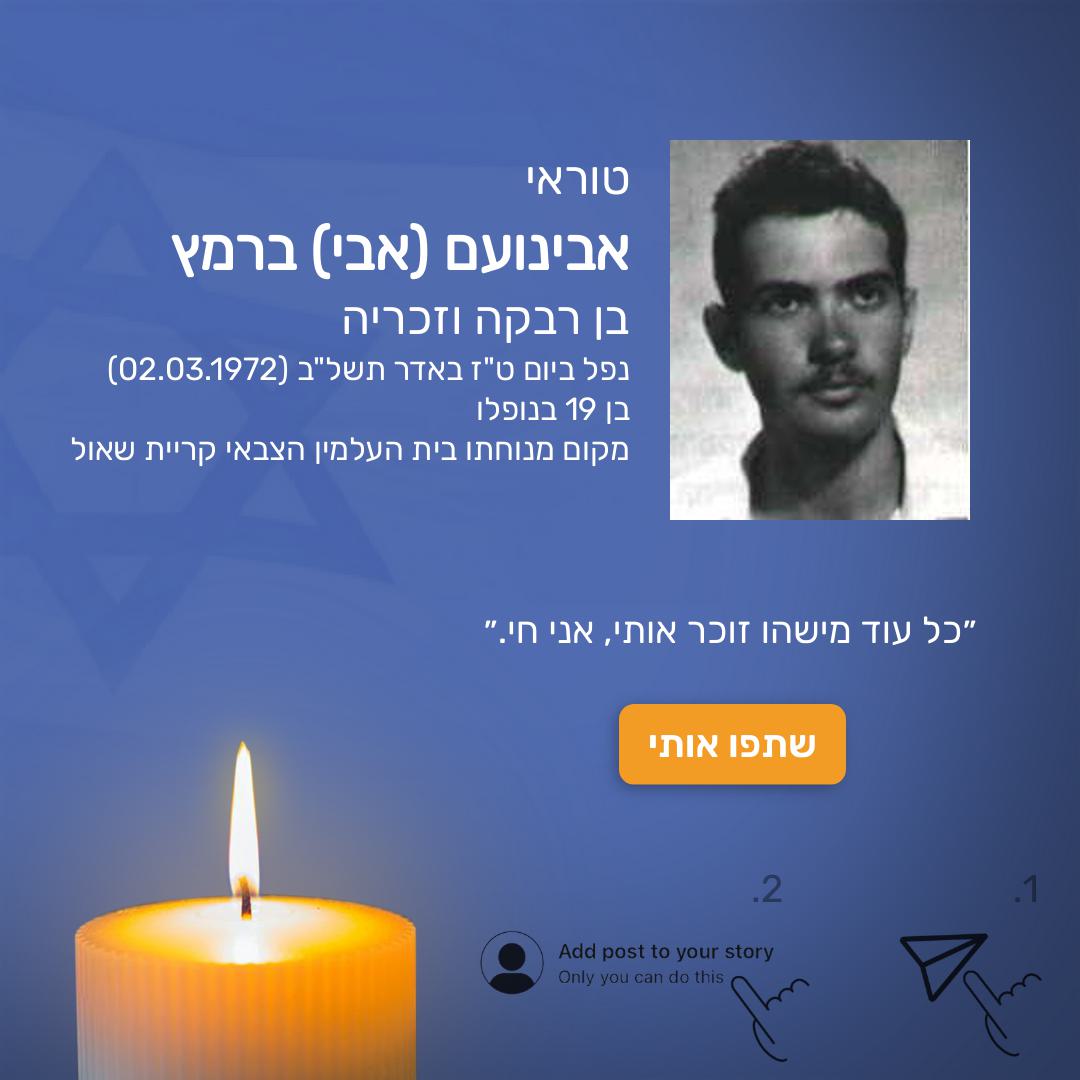 טוראי
אבינועם (אבי) ברמץ
בן רבקה וזכריה
נפל ביום ט"ז באדר תשל"ב (02.03.1972)
בן 19 בנופלו
מקום מנוחתו בית העלמין הצבאי קריית שאול
״כל עוד מישהו זוכר אותי, אני חי.״
שתפו אותי
1.
2.
Add post to your story
Only you can do this